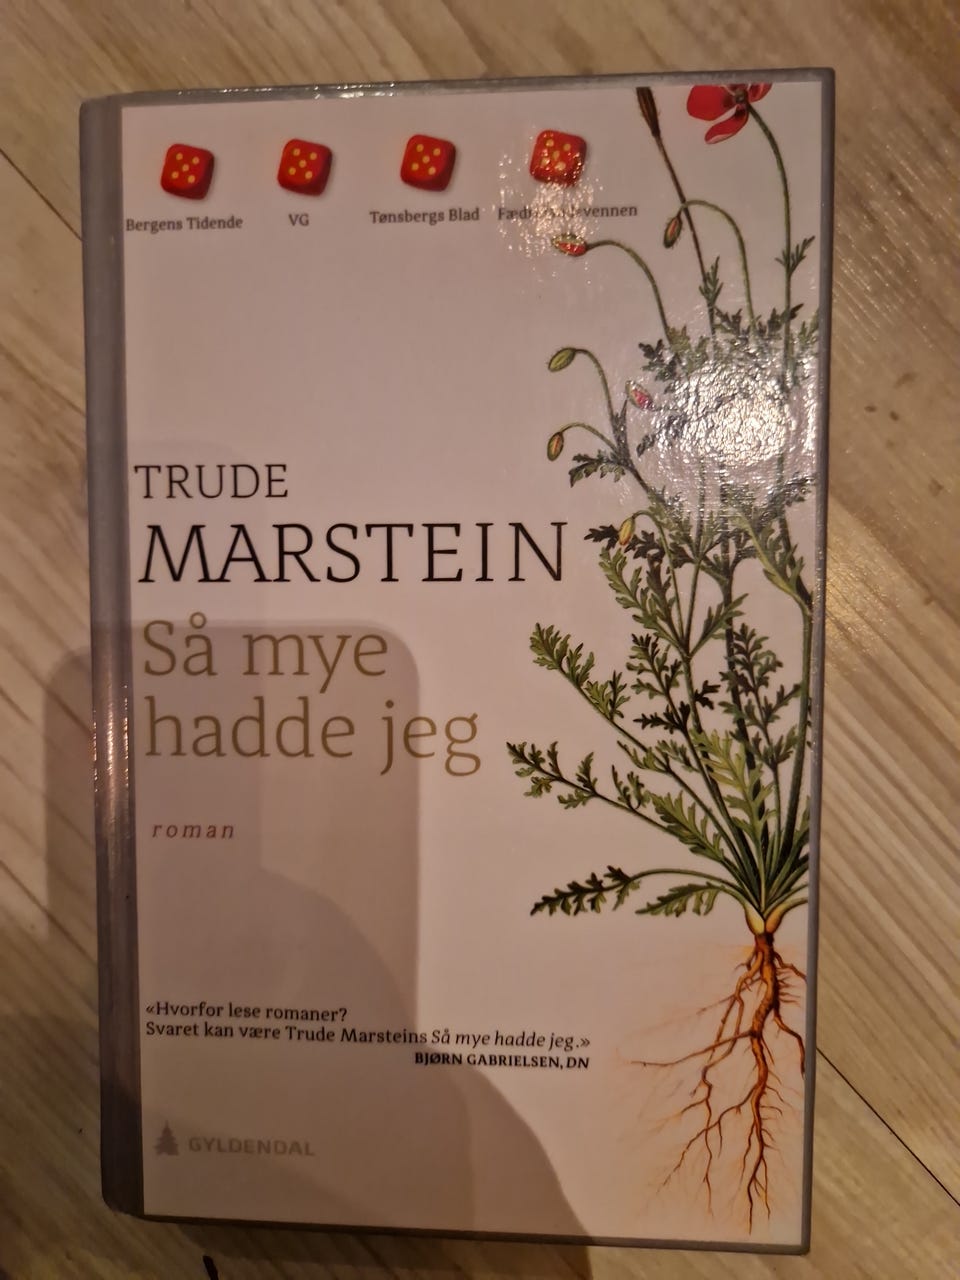 Bergens Tidende
VG
Tønsbergs Blad
TRUDE
MARSTEIN
Så mye
hadde jeg
roman
«Hvorfor lese romaner?
Svaret kan være Trude Marsteins Så mye hadde jeg.»
BJØRN GABRIELSEN, DN
GYLDENDAL